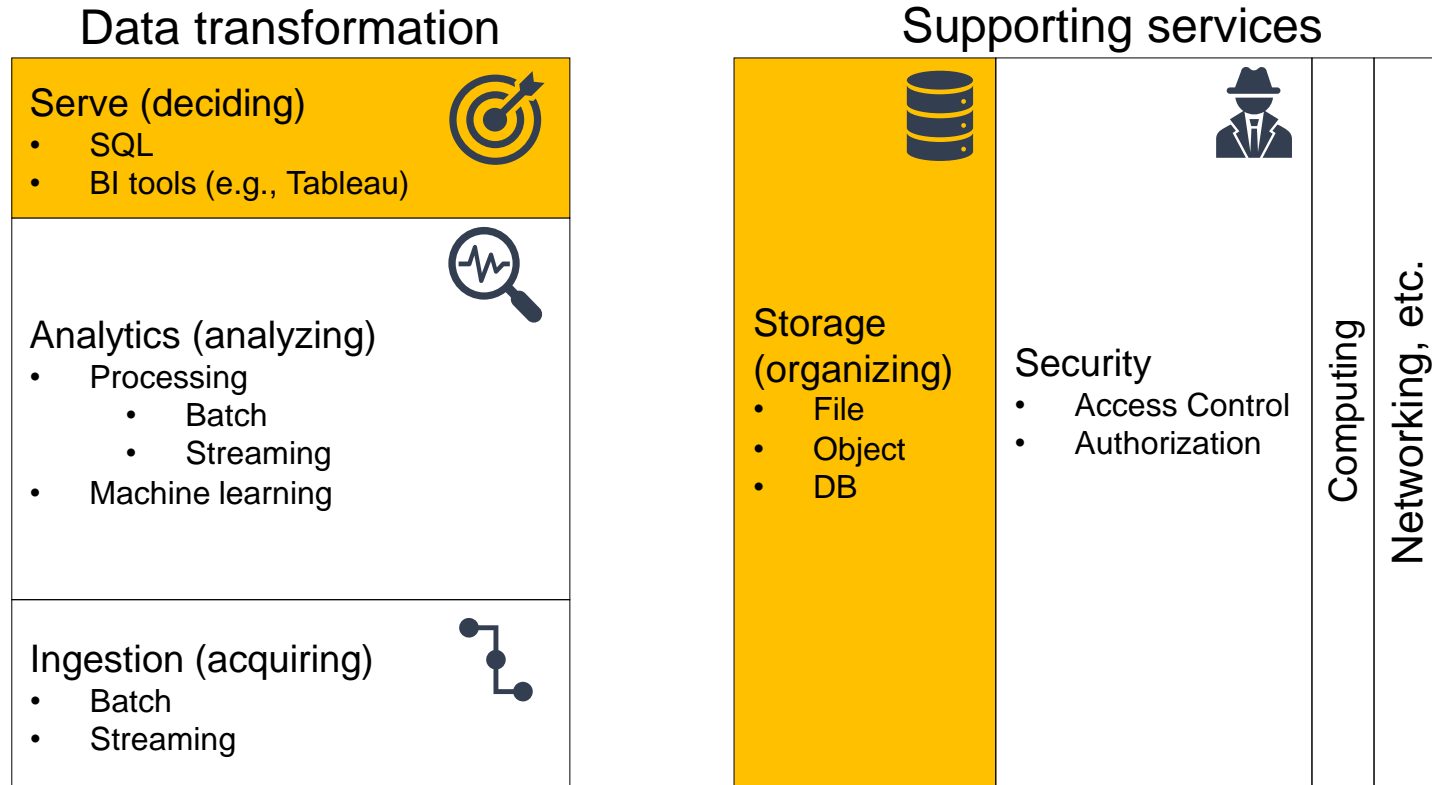 Data transformation
Serve (deciding)
• SQL
• BI tools (e.g., Tableau)
Analytics (analyzing)
• Processing
• Batch
• Streaming
• Machine learning
Ingestion (acquiring)
• Batch
• Streaming
Supporting services
Storage
(organizing)
• File
• Object
• DB
Security
• Access Control
• Authorization
Computing
Networking, etc.